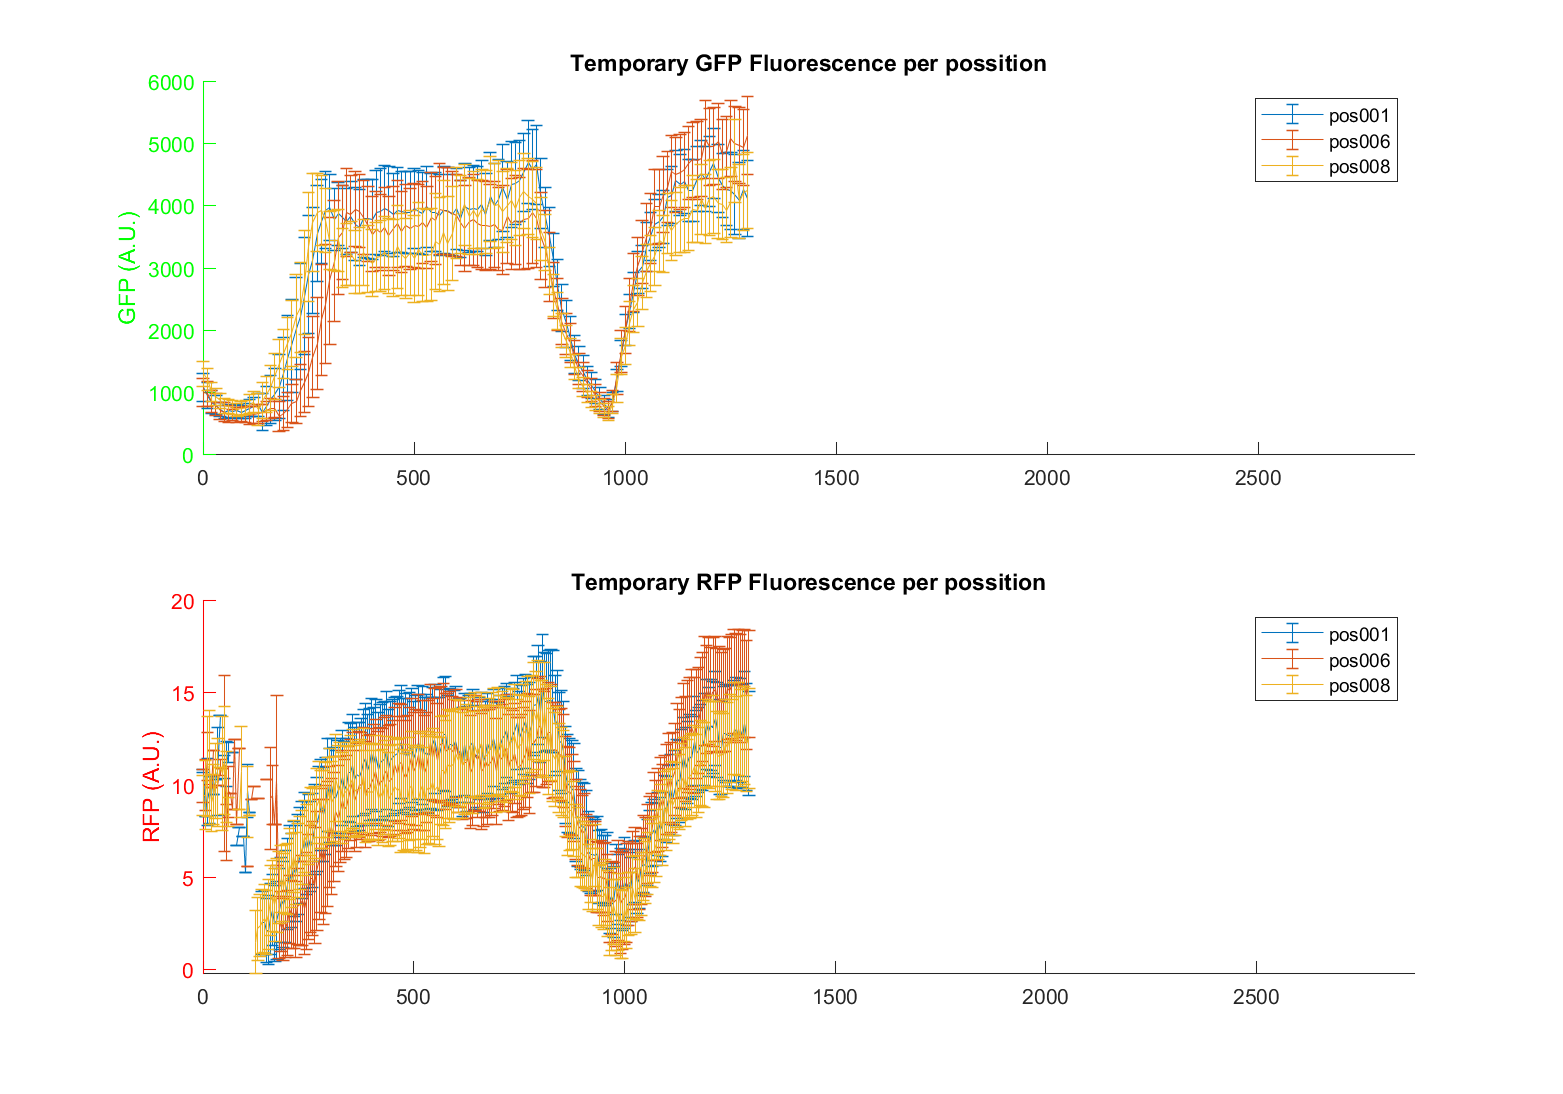 Temporary GFP Fluorescence per possition
GFP (A.U.)
6000
5000
4000
3000
2000
1000
0
0 500 1000 1500 2000 2500
pos001
pos006
pos008
Temporary RFP Fluorescence per possition
RFP (A.U.)
20
15
10
5
0
0 500 1000 1500 2000 2500
pos001
pos006
pos008